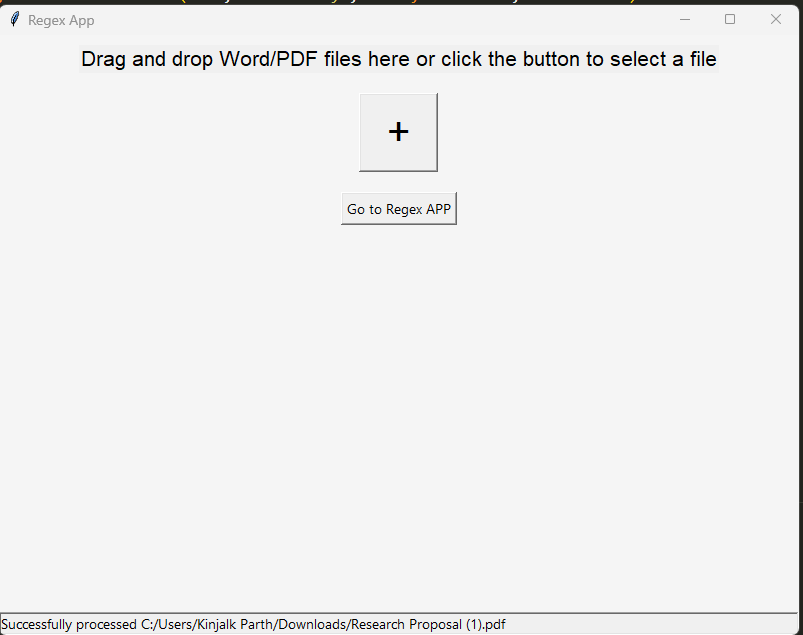 Regex App
Drag and drop Word/PDF files here or click the button to select a file
+
Go to Regex APP
Successfully processed C:/Users/Kinjalk Parth/Downloads/Research Proposal (1).pdf